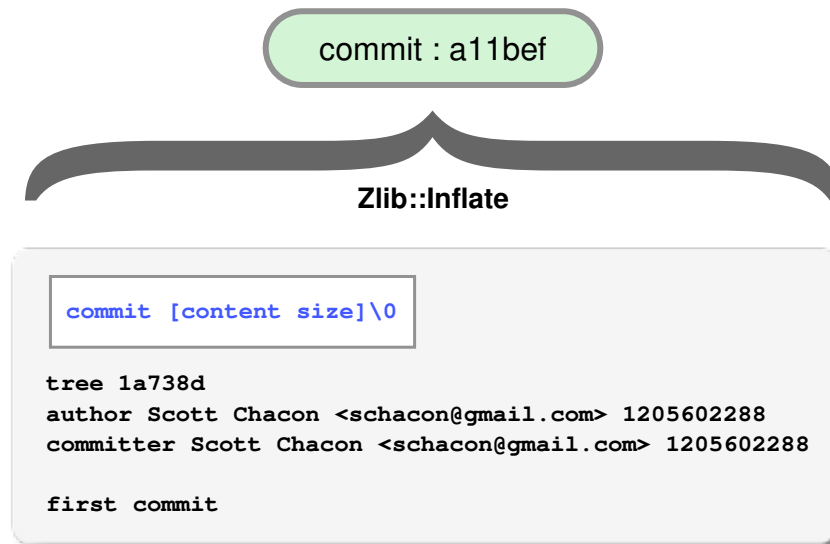 commit : a11bef
Zlib::Inflate
commit [content size]\0
tree 1a738d
author Scott Chacon <schacon@gmail.com> 1205602288
committer Scott Chacon <schacon@gmail.com> 1205602288
first commit